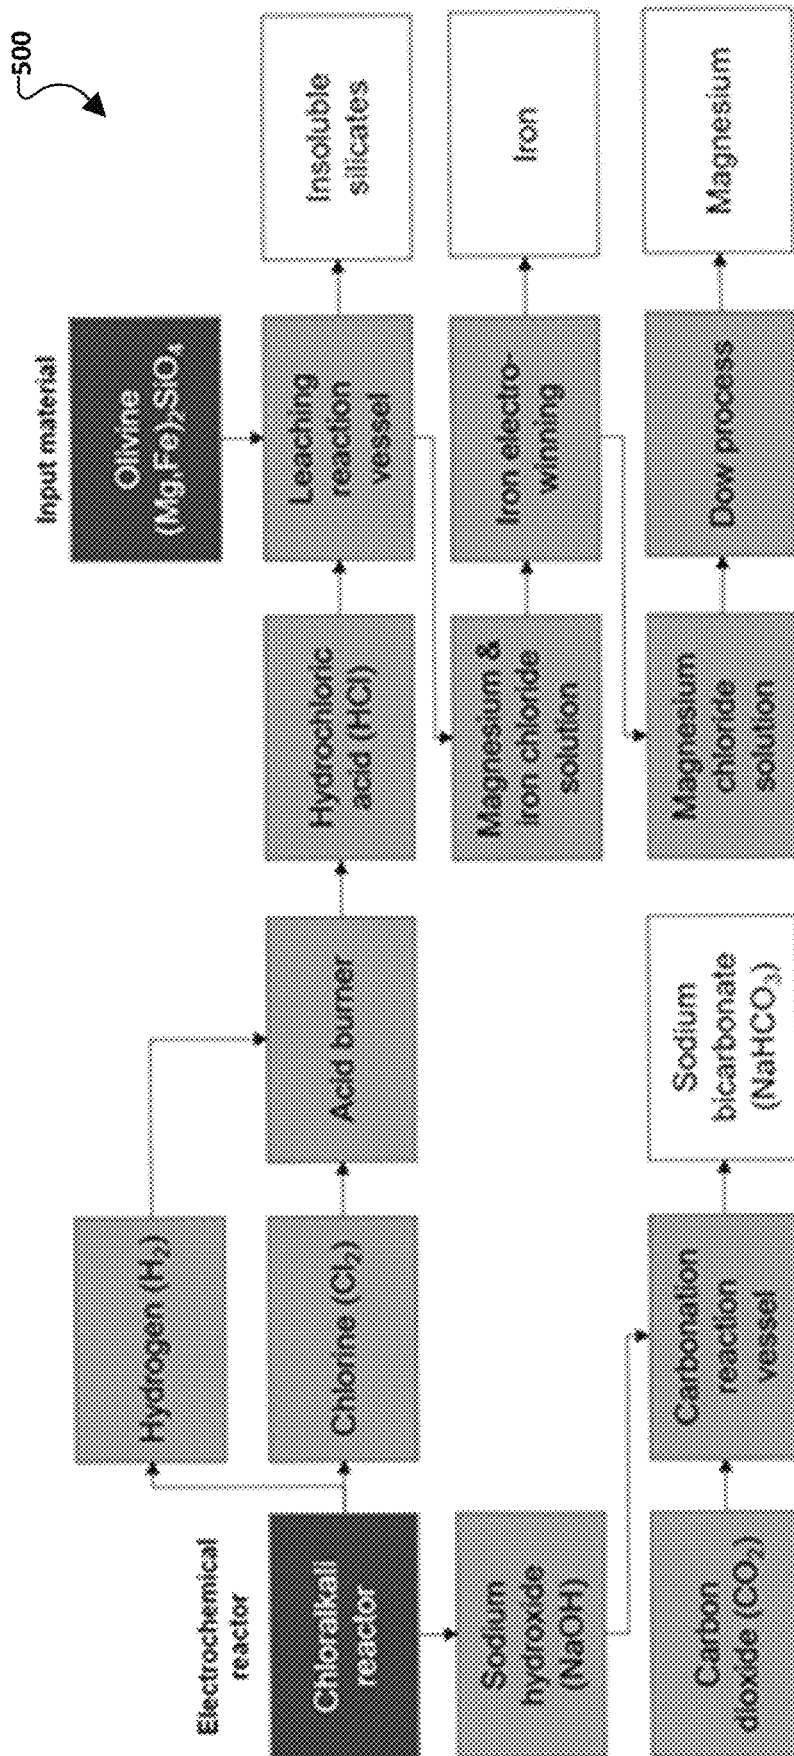 500
Input material
Olivine
(Mg,Fe)₂SiO₄
Electrochemical
reactor
Chloralkali
reactor
Hydrogen (H₂)
Chlorine (Cl₂)
Acid burner
Hydrochloric
acid (HCl)
Leaching
reaction
vessel
Insoluble
silicates
Sodium
hydroxide
(NaOH)
Magnesium &
iron chloride
solution
Iron electro-
winning
Iron
Carbon
dioxide (CO₂)
Carbonation
reaction
vessel
Sodium
bicarbonate
(NaHCO₃)
Magnesium
chloride
solution
Dow process
Magnesium